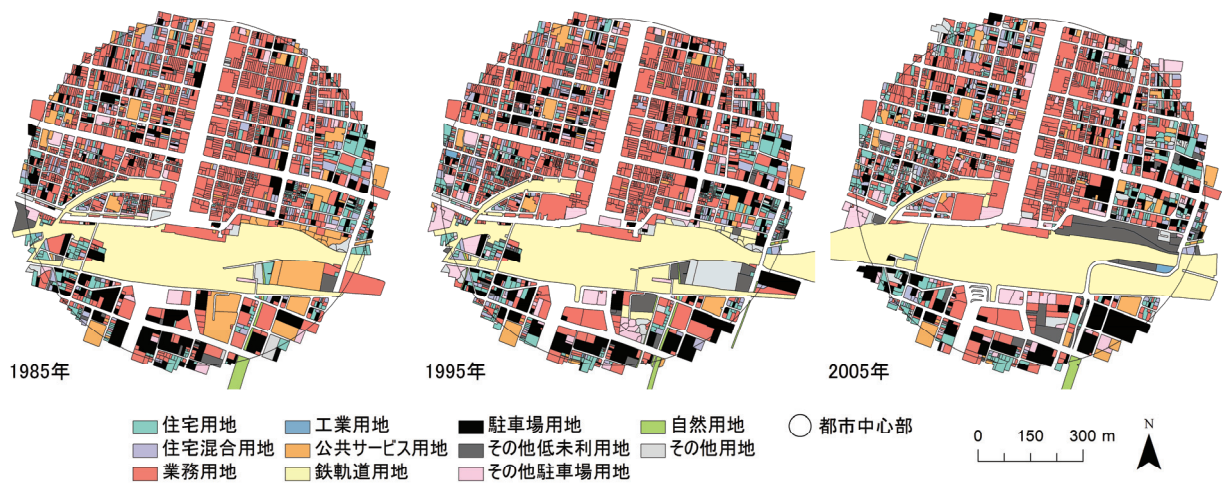 1985年
1995年
2005年
住宅用地
工業用地
駐車場用地
自然用地
都市中心部
住宅混合用地
公共サービス用地
その他低未利用地
その他用地
業務用地
鉄軌道用地
その他駐車場用地
0 150 300 m
N